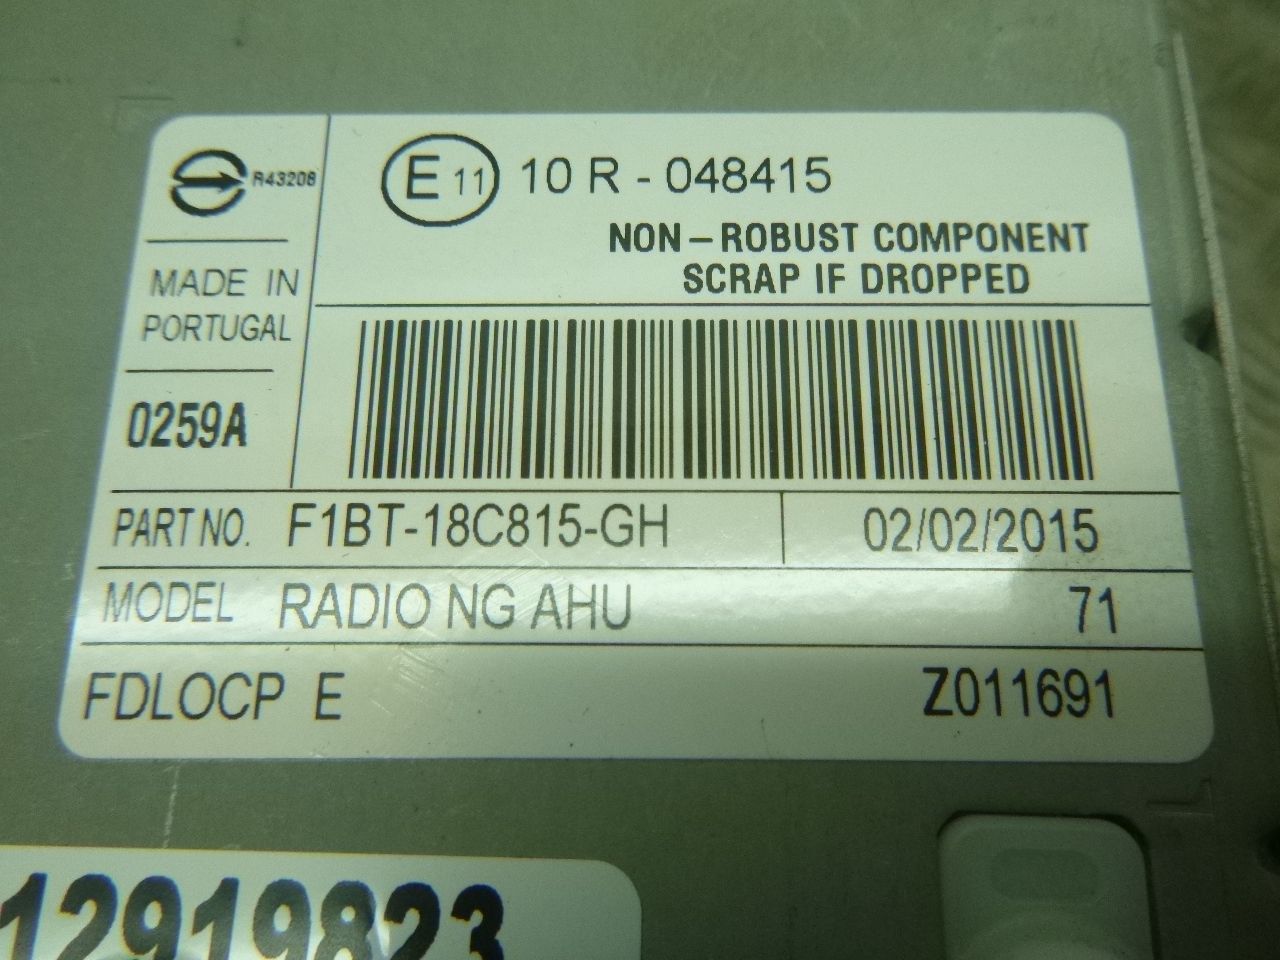 R43208
E 11 10 R - 048415
NON-ROBUST COMPONENT
SCRAP IF DROPPED
MADE IN
PORTUGAL
0259A
PART NO. F1BT-18C815-GH 02/02/2015
MODEL RADIO NG AHU 71
FDLOCP E Z011691
12919823